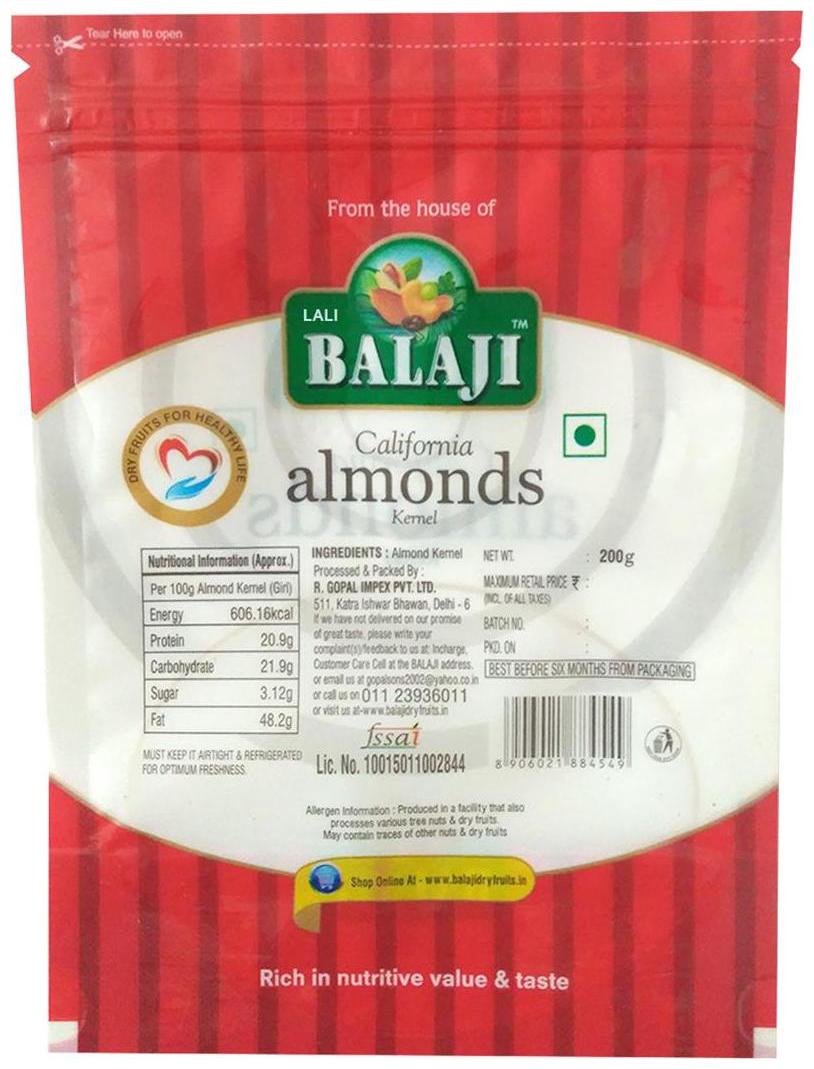 Tear Here to open
From the house of
LALI
BALAJI TM
DRY FRUITS FOR HEALTHY LIFE
California
almonds
Kernel
Nutritional Information (Approx.)
Per 100g Almond Kernel (Giri)
Energy 606.16kcal
Protein 20.9g
Carbohydrate 21.9g
Sugar 3.12g
Fat 48.2g
MUST KEEP IT AIRTIGHT & REFRIGERATED
FOR OPTIMUM FRESHNESS.
INGREDIENTS : Almond Kernel
Processed & Packed By :
R. GOPAL IMPEX PVT. LTD.
511, Katra Ishwar Bhawan, Delhi - 6
If we have not delivered on our promise
of great taste, please write your
complaint(s)/feedback to us at: Incharge,
Customer Care Cell at the BALAJI address.
or email us at gopalsons2002@yahoo.co.in
or call us on 011 23936011
or visit us at-www.balajidryfruits.in
fssai
Lic. No. 10015011002844
NET WT. : 200g
MAXIMUM RETAIL PRICE ₹ :
(INCL. OF ALL TAXES)
BATCH NO. :
PKD. ON :
BEST BEFORE SIX MONTHS FROM PACKAGING
8 906021 884549
Allergen Information : Produced in a facility that also
processes various tree nuts & dry fruits.
May contain traces of other nuts & dry fruits
Shop Online At - www.balajidryfruits.in
Rich in nutritive value & taste